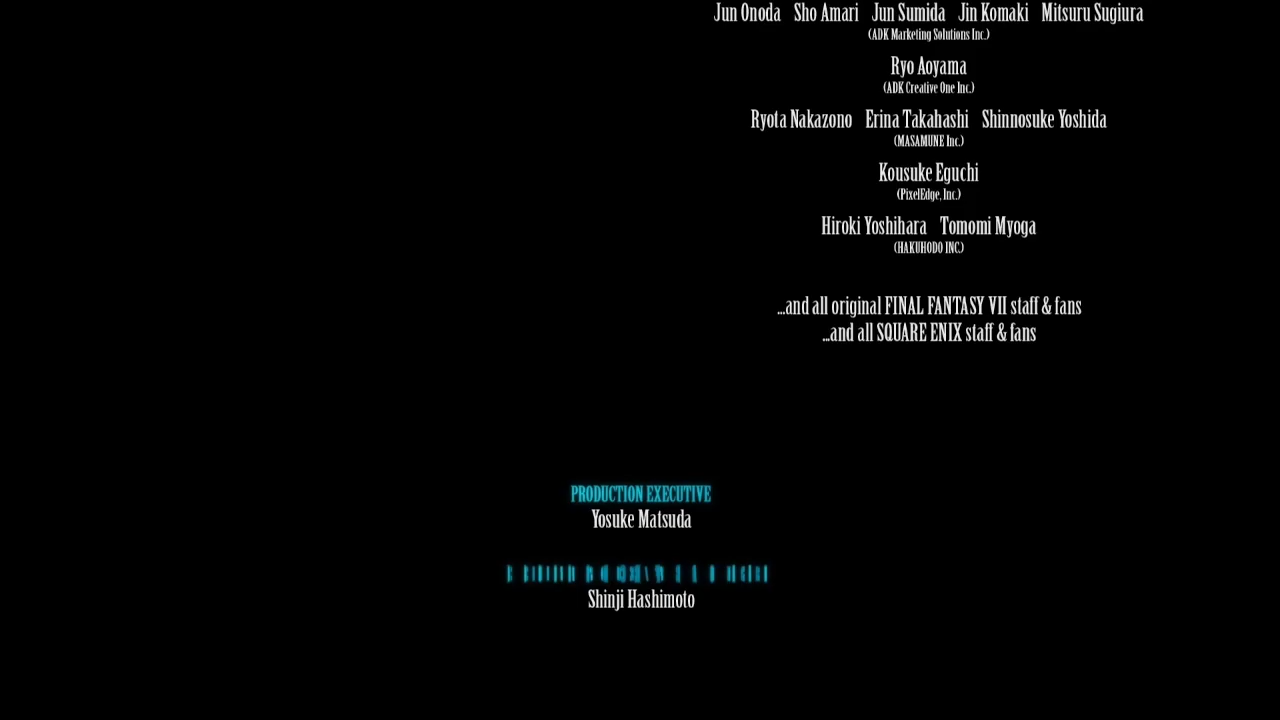 Jun Onoda Sho Amari Jun Sumida Jin Komaki Mitsuru Sugiura
(ADK Marketing Solutions Inc.)
Ryo Aoyama
(ADK Creative One Inc.)
Ryota Nakazono Erina Takahashi Shinnosuke Yoshida
(MASAMUNE Inc.)
Kousuke Eguchi
(PixelEdge, Inc.)
Hiroki Yoshihara Tomomi Myoga
(HAKUHODO INC.)
...and all original FINAL FANTASY VII staff & fans
...and all SQUARE ENIX staff & fans
PRODUCTION EXECUTIVE
Yosuke Matsuda
Shinji Hashimoto